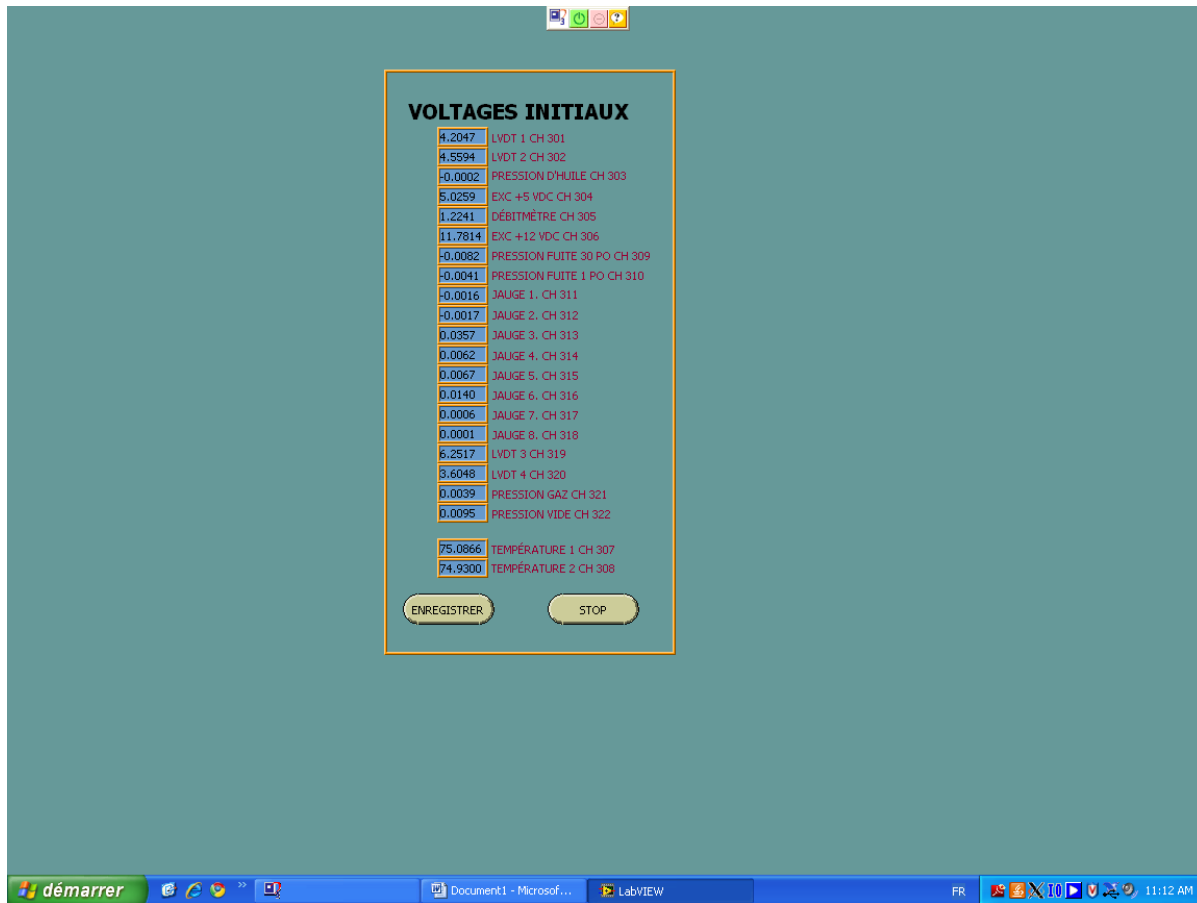 VOLTAGES INITIAUX
4.2047 LVDT 1 CH 301
4.5594 LVDT 2 CH 302
-0.0002 PRESSION D'HUILE CH 303
5.0259 EXC +5 VDC CH 304
1.2241 DÉBITMÈTRE CH 305
11.7814 EXC +12 VDC CH 306
-0.0082 PRESSION FUITE 30 PO CH 309
-0.0041 PRESSION FUITE 1 PO CH 310
-0.0016 JAUGE 1. CH 311
-0.0017 JAUGE 2. CH 312
0.0357 JAUGE 3. CH 313
0.0062 JAUGE 4. CH 314
0.0067 JAUGE 5. CH 315
0.0140 JAUGE 6. CH 316
0.0006 JAUGE 7. CH 317
0.0001 JAUGE 8. CH 318
6.2517 LVDT 3 CH 319
3.6048 LVDT 4 CH 320
0.0039 PRESSION GAZ CH 321
0.0095 PRESSION VIDE CH 322
75.0866 TEMPÉRATURE 1 CH 307
74.9300 TEMPÉRATURE 2 CH 308
ENREGISTRER STOP
démarrer Document1 - Microsof... LabVIEW FR 11:12 AM